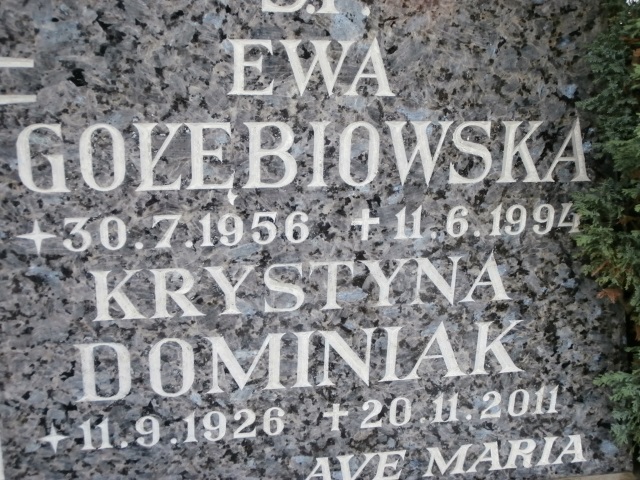 Ś.P.
EWA
GOŁĘBIOWSKA
30.7.1956 11.6.1994
KRYSTYNA
DOMINIAK
11.9.1926 20.11.2011
AVE MARIA